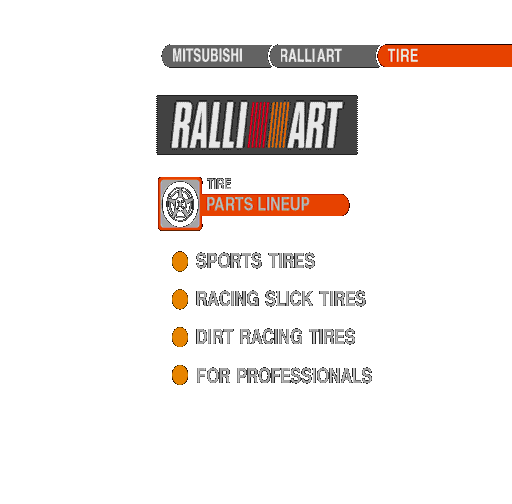 MITSUBISHI RALLIART TIRE
RALLI ART
TIRE
PARTS LINEUP
SPORTS TIRES
RACING SLICK TIRES
DIRT RACING TIRES
FOR PROFESSIONALS